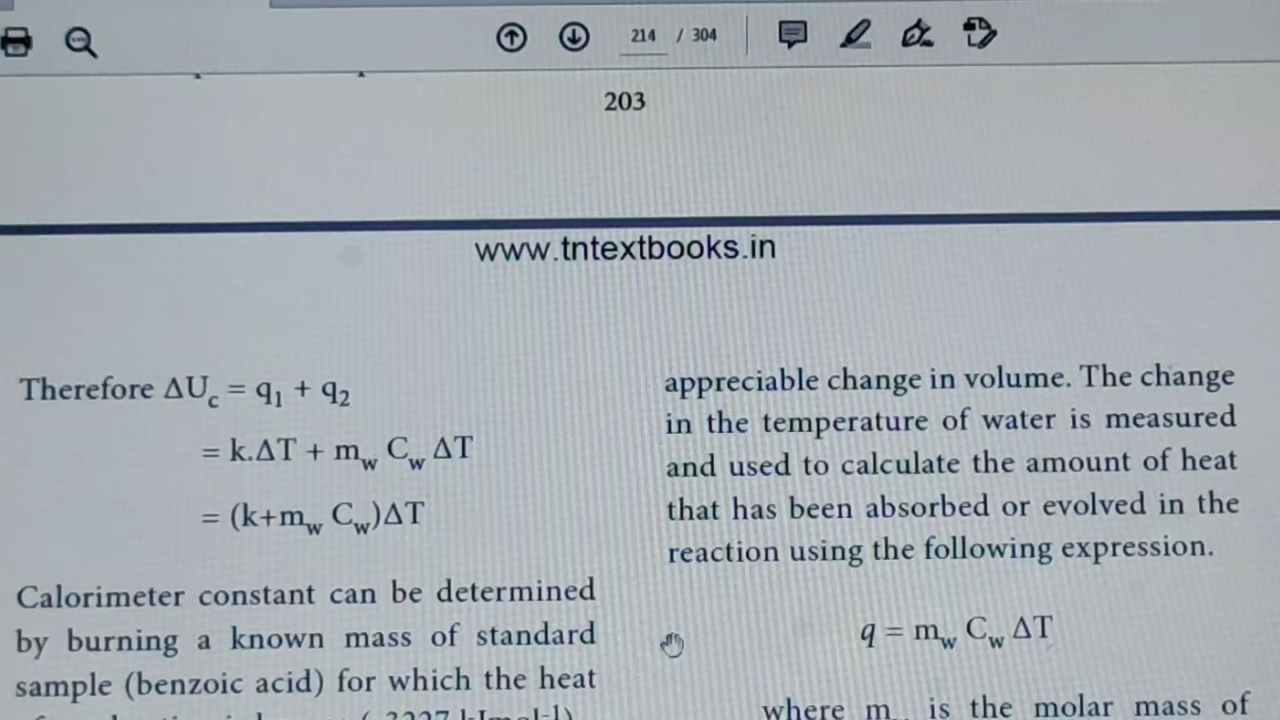 214 / 304
203
www.tntextbooks.in
Therefore ΔU_c = q₁ + q₂
= k.ΔT + m_w C_w ΔT
= (k+m_w C_w)ΔT
Calorimeter constant can be determined
by burning a known mass of standard
sample (benzoic acid) for which the heat
appreciable change in volume. The change
in the temperature of water is measured
and used to calculate the amount of heat
that has been absorbed or evolved in the
reaction using the following expression.
q = m_w C_w ΔT
where m is the molar mass of